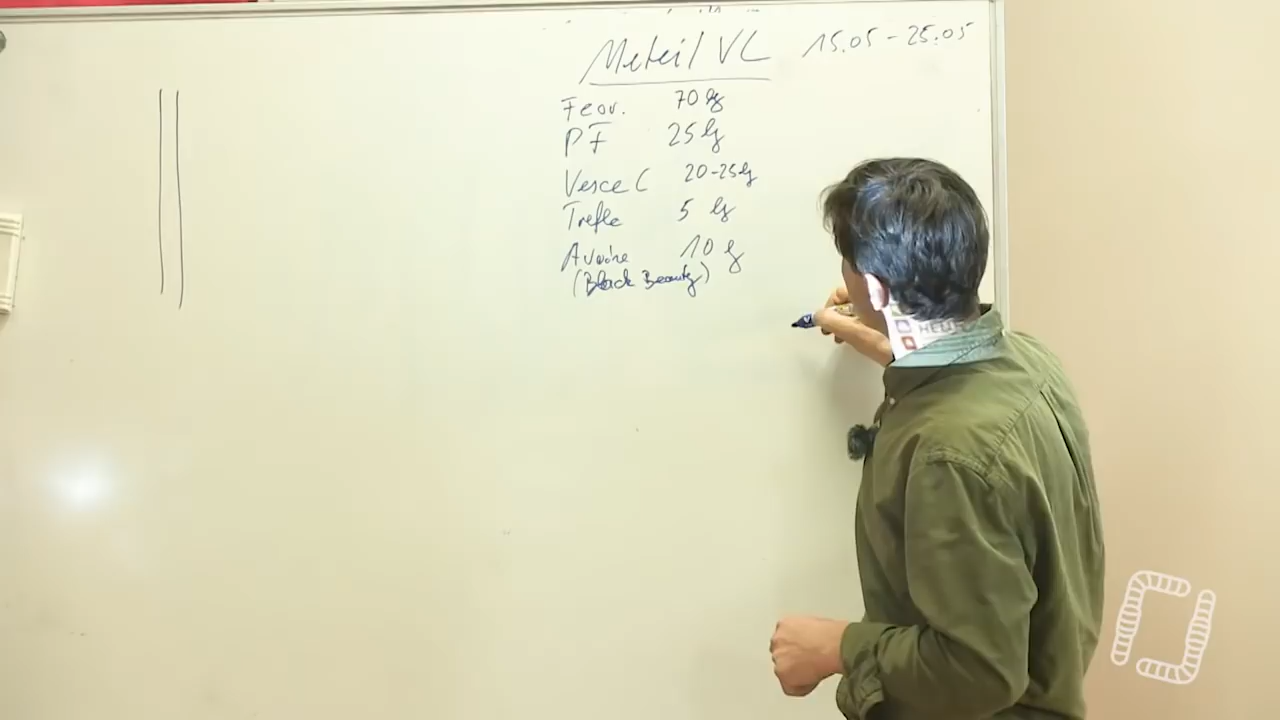 Meteil VC 15.05 - 25.05
Feov. 70 kg
PF 25 kg
Vesce C 20-25 kg
Trefle 5 kg
Avoine 10 kg
(Black Beauty)